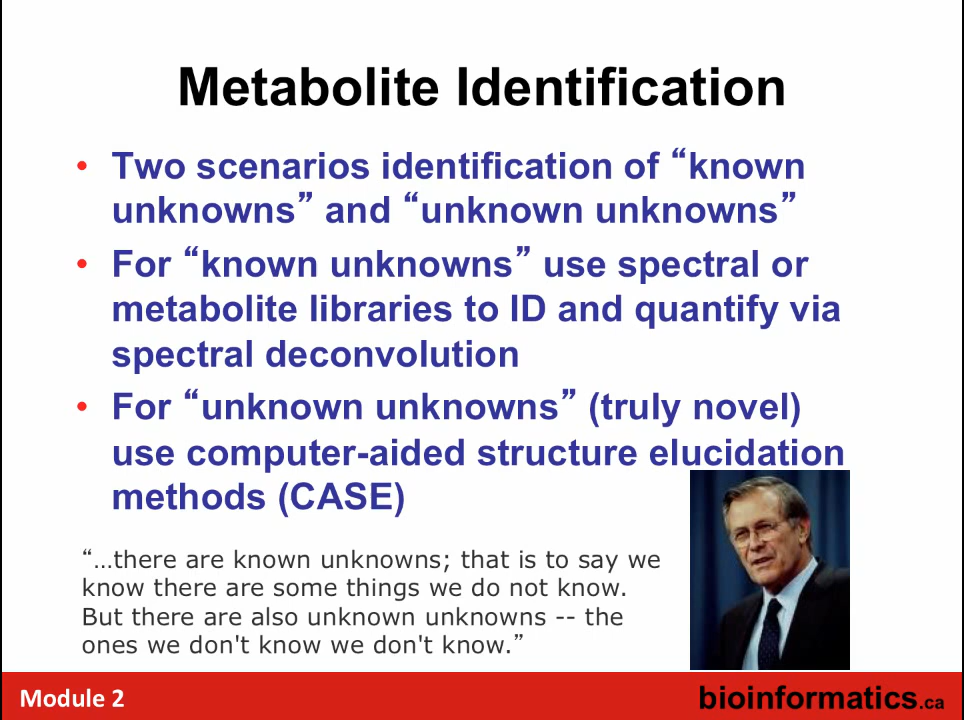 Metabolite Identification
• Two scenarios identification of “known
unknowns” and “unknown unknowns”
• For “known unknowns” use spectral or
metabolite libraries to ID and quantify via
spectral deconvolution
• For “unknown unknowns” (truly novel)
use computer-aided structure elucidation
methods (CASE)
“…there are known unknowns; that is to say we
know there are some things we do not know.
But there are also unknown unknowns -- the
ones we don't know we don't know.”
Module 2
bioinformatics.ca